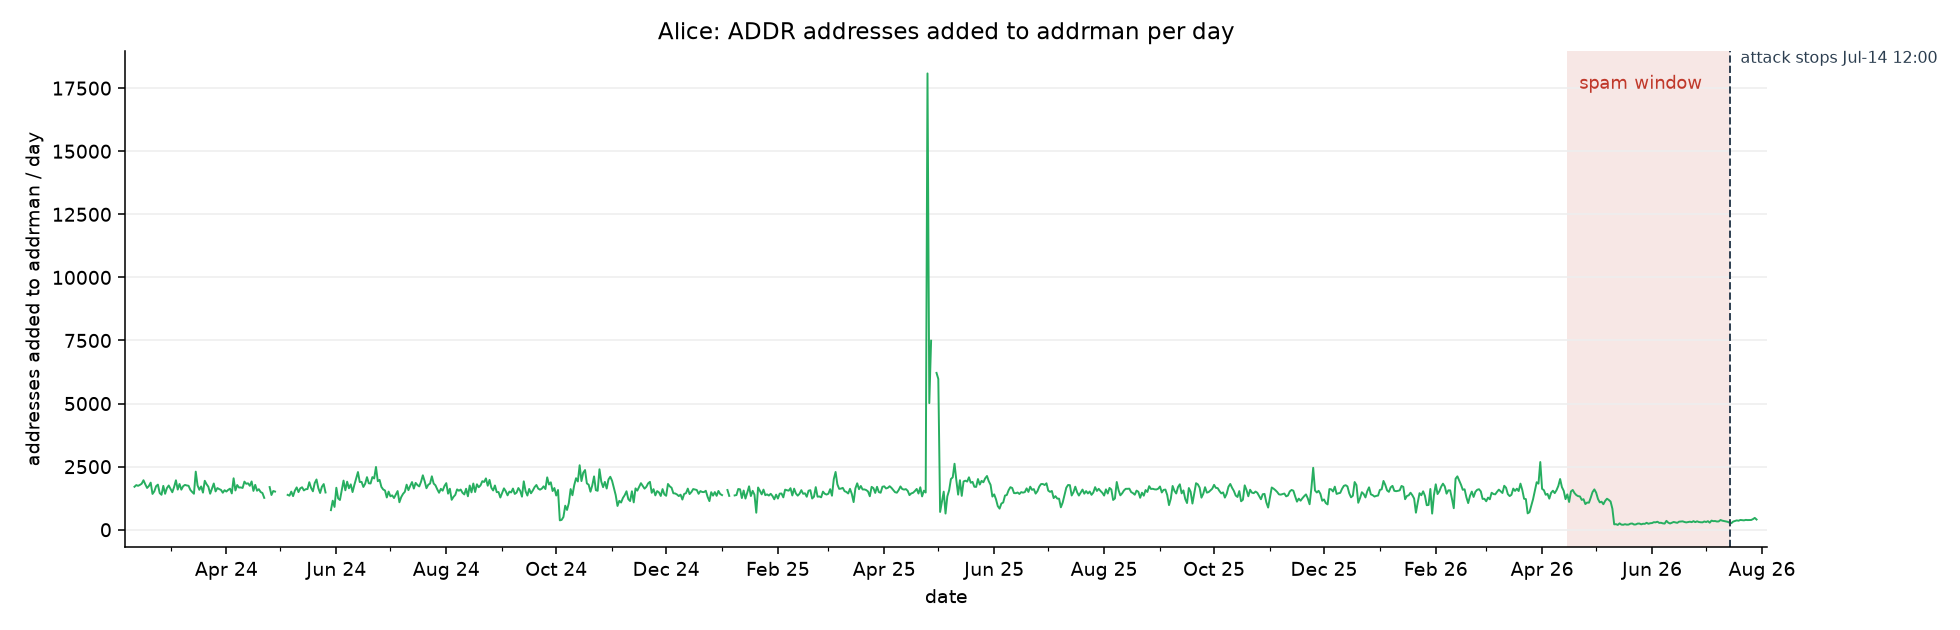 Alice: ADDR addresses added to addrman per day
attack stops Jul-14 12:00
spam window
addresses added to addrman / day
17500
15000
12500
10000
7500
5000
2500
0
Apr 24 Jun 24 Aug 24 Oct 24 Dec 24 Feb 25 Apr 25 Jun 25 Aug 25 Oct 25 Dec 25 Feb 26 Apr 26 Jun 26 Aug 26
date